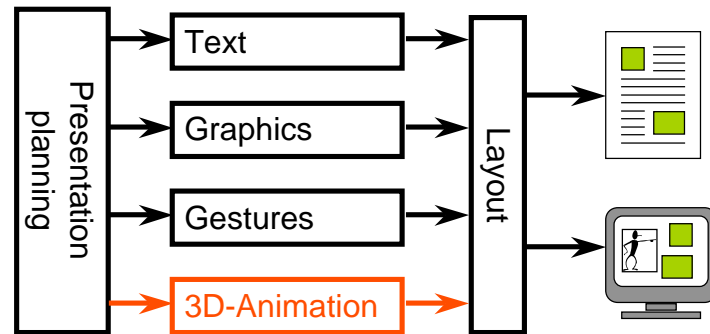 Presentation
planning
Text
Graphics
Gestures
3D-Animation
Layout